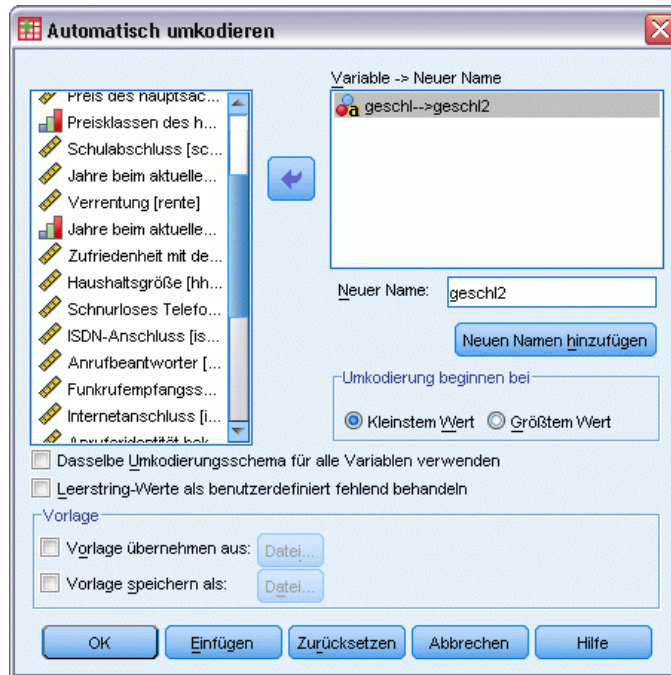 Automatisch umkodieren
Preis des hauptsäc...
Preisklassen des h...
Schulabschluss [sc...
Jahre beim aktuelle...
Verrentung [rente]
Jahre beim aktuelle...
Zufriedenheit mit de...
Haushaltsgröße [hh...
Schnurloses Telefo...
ISDN-Anschluss [is...
Anrufbeantworter [...
Funkrufempfangss...
Internetanschluss [i...
Variable -> Neuer Name
geschl-->geschl2
Neuer Name: geschl2
Neuen Namen hinzufügen
Umkodierung beginnen bei
Kleinstem Wert Größtem Wert
Dasselbe Umkodierungsschema für alle Variablen verwenden
Leerstring-Werte als benutzerdefiniert fehlend behandeln
Vorlage
Vorlage übernehmen aus: Datei...
Vorlage speichern als: Datei...
OK Einfügen Zurücksetzen Abbrechen Hilfe